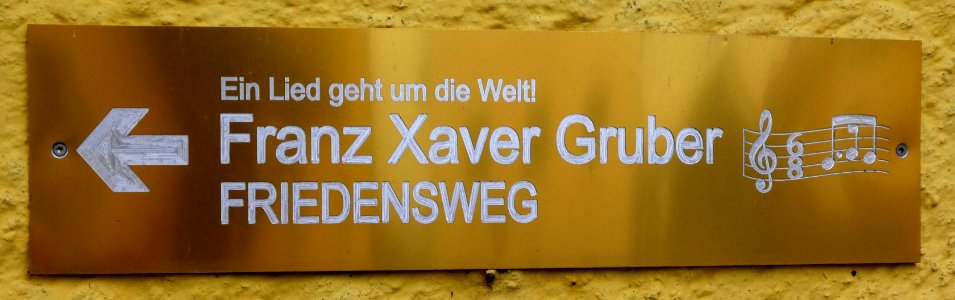 Ein Lied geht um die Welt!
Franz Xaver Gruber
FRIEDENSWEG